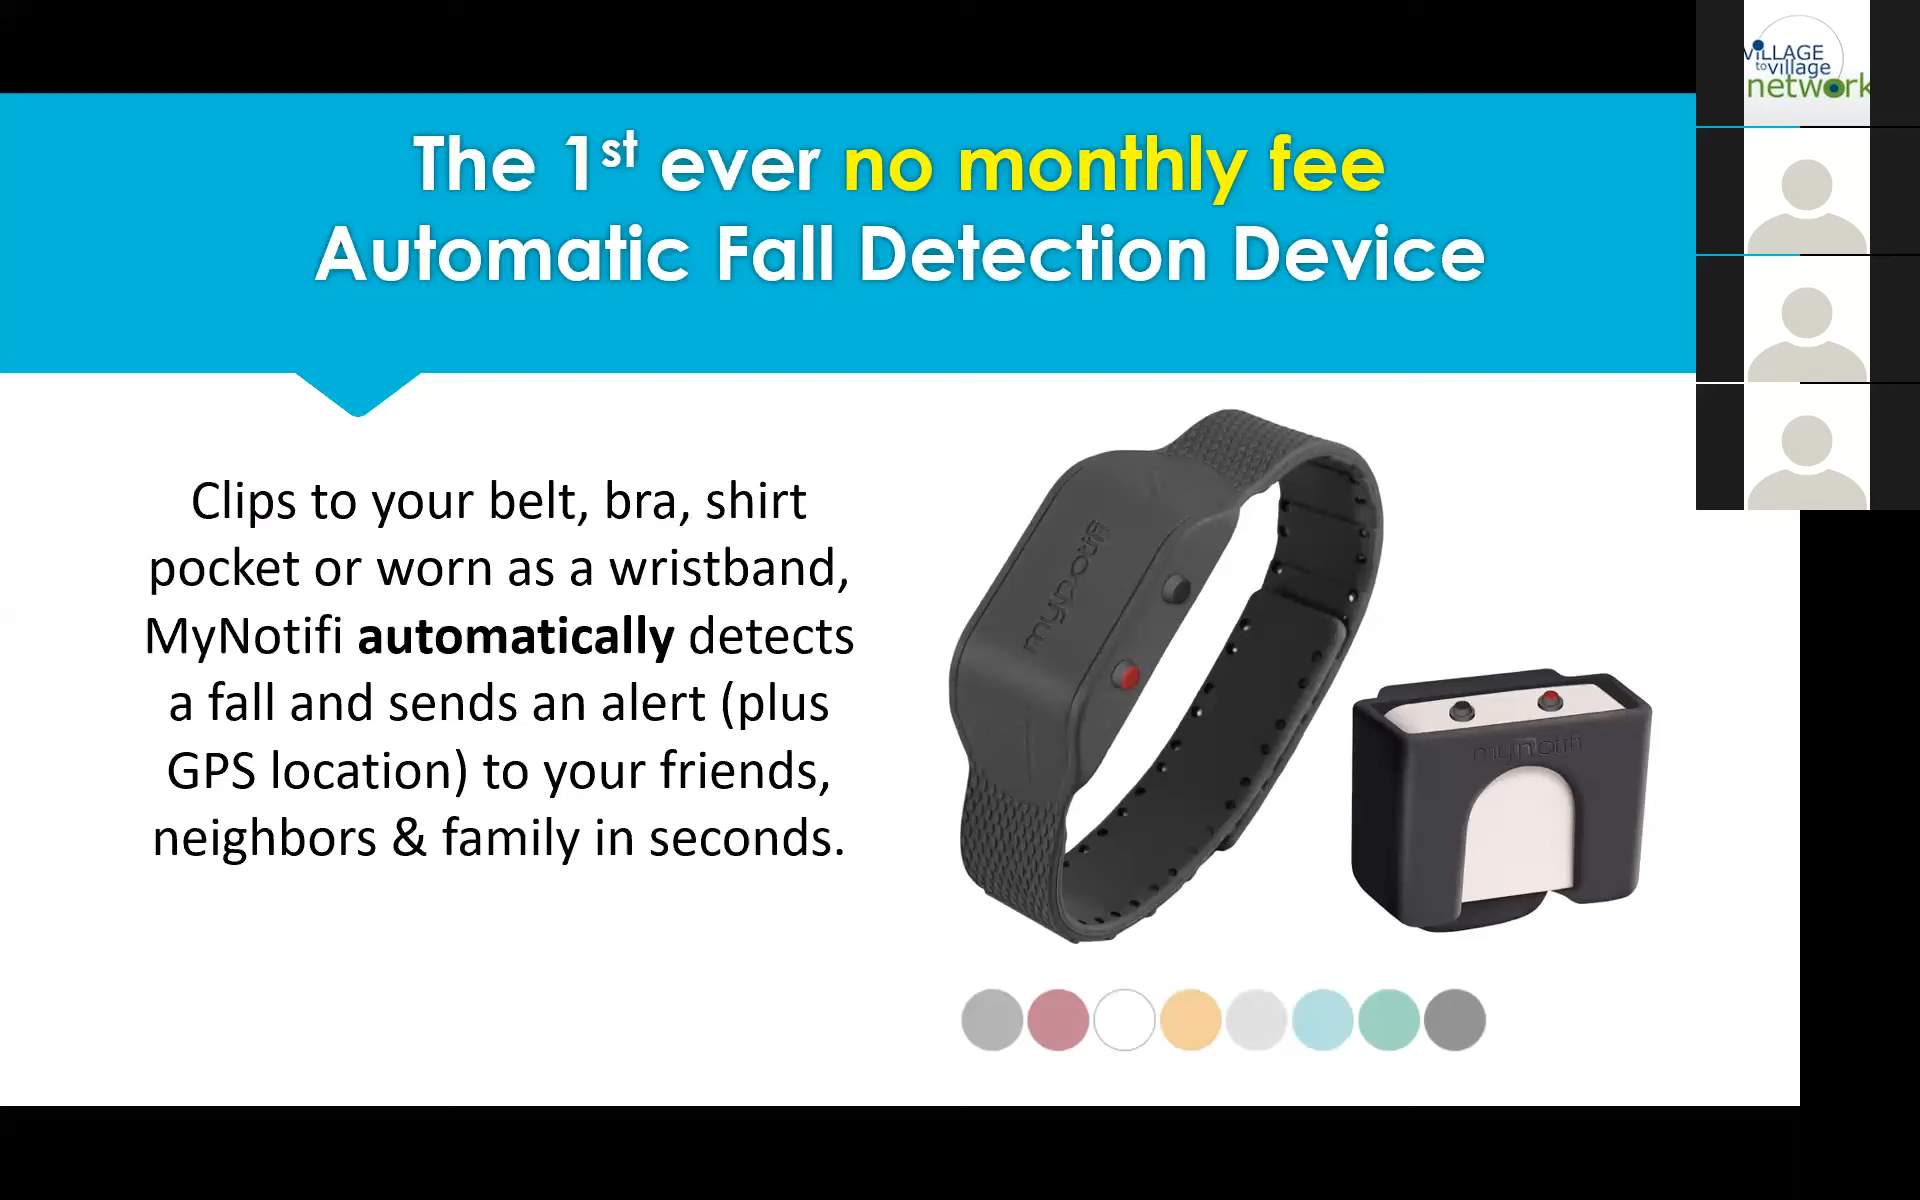 The 1st ever no monthly fee
Automatic Fall Detection Device
Clips to your belt, bra, shirt
pocket or worn as a wristband,
MyNotifi automatically detects
a fall and sends an alert (plus
GPS location) to your friends,
neighbors & family in seconds.
myNotifi
myNotifi
ViLLAGE
tovillage
network